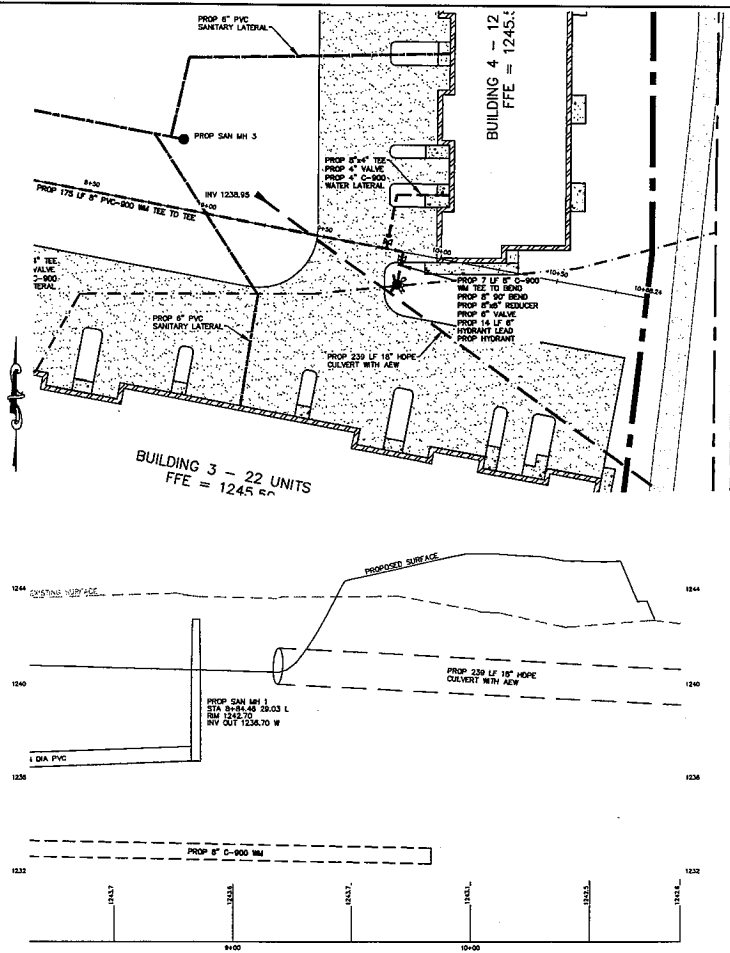 PROP 6" PVC
SANITARY LATERAL
BUILDING 4 - 12
FFE = 1245.5
PROP SAN MH 3
PROP 8"x4" TEE
PROP 4" VALVE
PROP 4" C-900
WATER LATERAL
INV 1238.95
8+50
PROP 175 LF 8" PVC-900 WM TEE TO TEE
9+00
9+50
10+00
10+50
10+88.24
4" TEE
VALVE
C-900
TERAL
PROP 7 LF 8" C-900
WM TEE TO BEND
PROP 8" 90° BEND
PROP 8"x6" REDUCER
PROP 6" VALVE
PROP 14 LF 6"
HYDRANT LEAD
PROP HYDRANT
PROP 6" PVC
SANITARY LATERAL
PROP 239 LF 18" HDPE
CULVERT WITH AEW
BUILDING 3 - 22 UNITS
FFE = 1245.50
PROPOSED SURFACE
1244
EXISTING SURFACE
1244
PROP 239 LF 18" HDPE
CULVERT WITH AEW
1240
1240
PROP SAN MH 1
STA 8+84.46 29.03 L
RIM 1242.70
INV OUT 1236.70 W
DIA PVC
1236
1236
PROP 8" C-900 WM
1232
1232
1243.7
1243.6
1243.7
1243.1
1242.5
1242.6
9+00
10+00